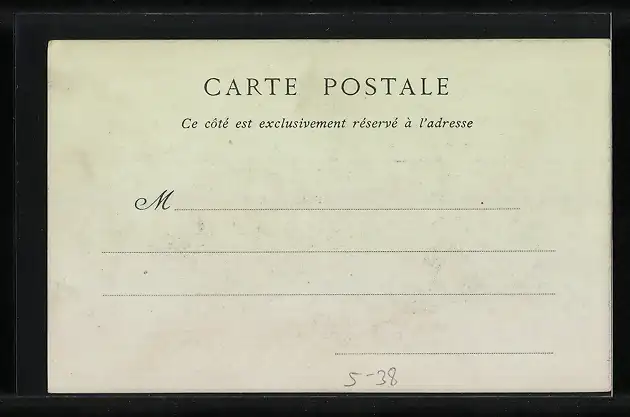 CARTE POSTALE
Ce côté est exclusivement réservé à l'adresse
M
5-38